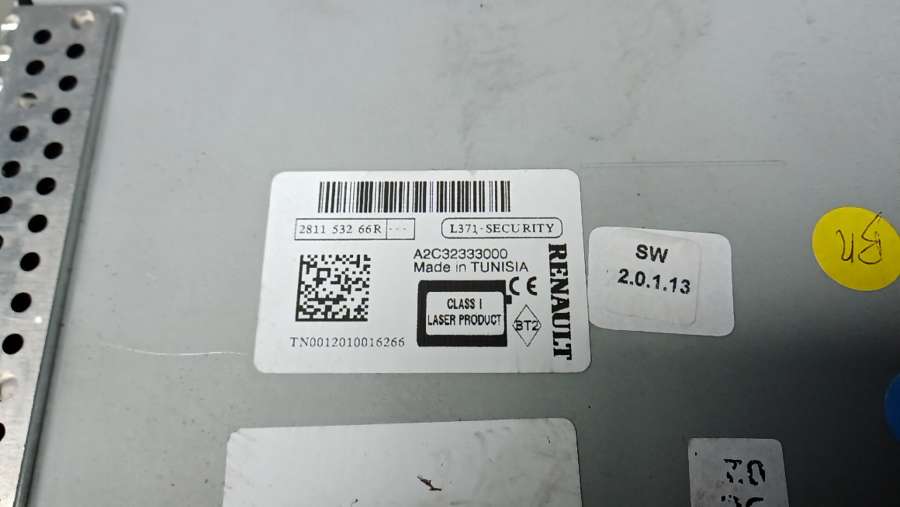 2811 532 66R ---
L371-SECURITY
A2C32333000
Made in TUNISIA
CE
CLASS I
LASER PRODUCT
BT2
RENAULT
TN0012010016266
SW
2.0.1.13